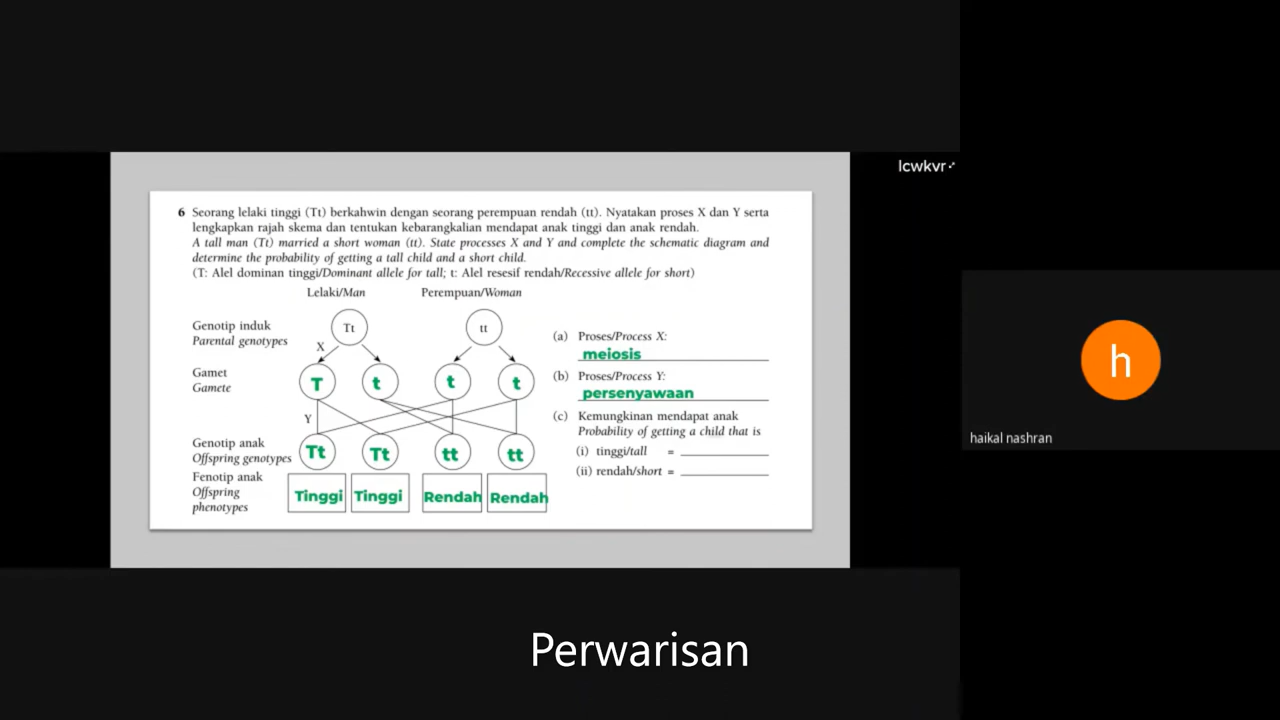 lcwkvr
6 Seorang lelaki tinggi (Tt) berkahwin dengan seorang perempuan rendah (tt). Nyatakan proses X dan Y serta
lengkapkan rajah skema dan tentukan kebarangkalian mendapat anak tinggi dan anak rendah.
A tall man (Tt) married a short woman (tt). State processes X and Y and complete the schematic diagram and
determine the probability of getting a tall child and a short child.
(T: Alel dominan tinggi/Dominant allele for tall; t: Alel resesif rendah/Recessive allele for short)
Lelaki/Man Perempuan/Woman
Genotip induk
Parental genotypes
Tt tt
X
Gamet
Gamete
T t t t
Y
Genotip anak
Offspring genotypes
Tt Tt tt tt
Fenotip anak
Offspring
phenotypes
Tinggi Tinggi Rendah Rendah
(a) Proses/Process X:
meiosis
(b) Proses/Process Y:
persenyawaan
(c) Kemungkinan mendapat anak
Probability of getting a child that is
(i) tinggi/tall =
(ii) rendah/short =
h
haikal nashran
Perwarisan